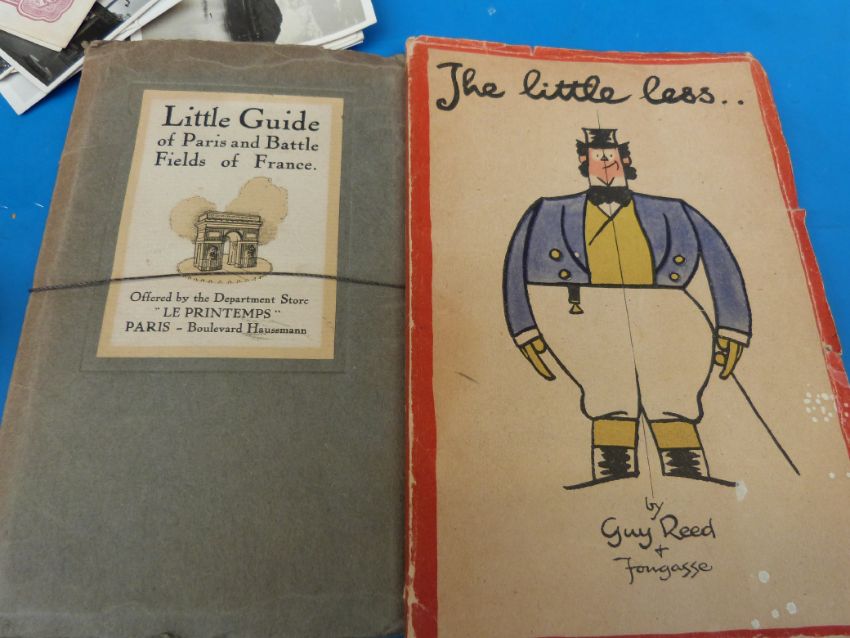 Little Guide
of Paris and Battle
Fields of France.
Offered by the Department Store
"LE PRINTEMPS"
PARIS - Boulevard Haussmann
The little less..
by
Guy Reed
+
Fougasse